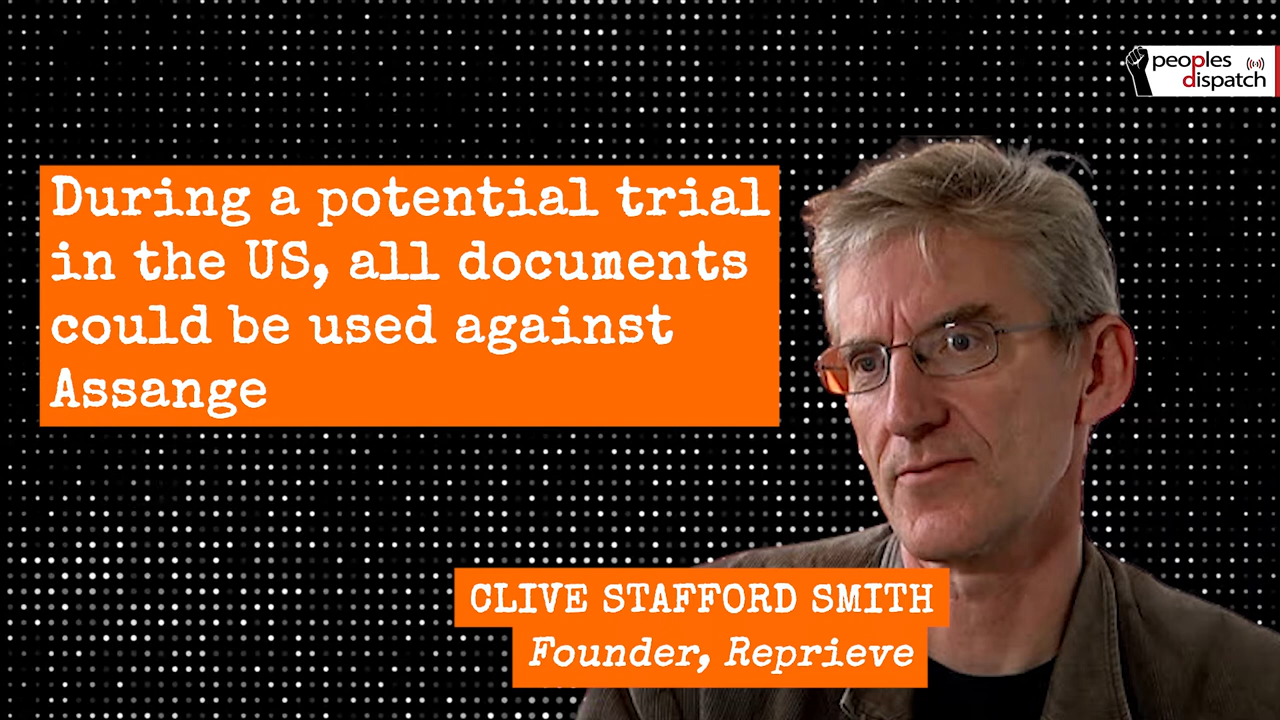 peoples
dispatch
During a potential trial
in the US, all documents
could be used against
Assange
CLIVE STAFFORD SMITH
Founder, Reprieve